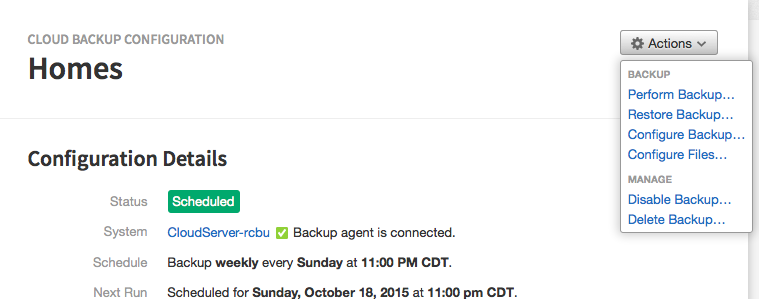 CLOUD BACKUP CONFIGURATION
Homes
Actions
BACKUP
Perform Backup...
Restore Backup...
Configure Backup...
Configure Files...
MANAGE
Disable Backup...
Delete Backup...
Configuration Details
Status Scheduled
System CloudServer-rcbu ✅ Backup agent is connected.
Schedule Backup weekly every Sunday at 11:00 PM CDT.
Next Run Scheduled for Sunday, October 18, 2015 at 11:00 pm CDT.